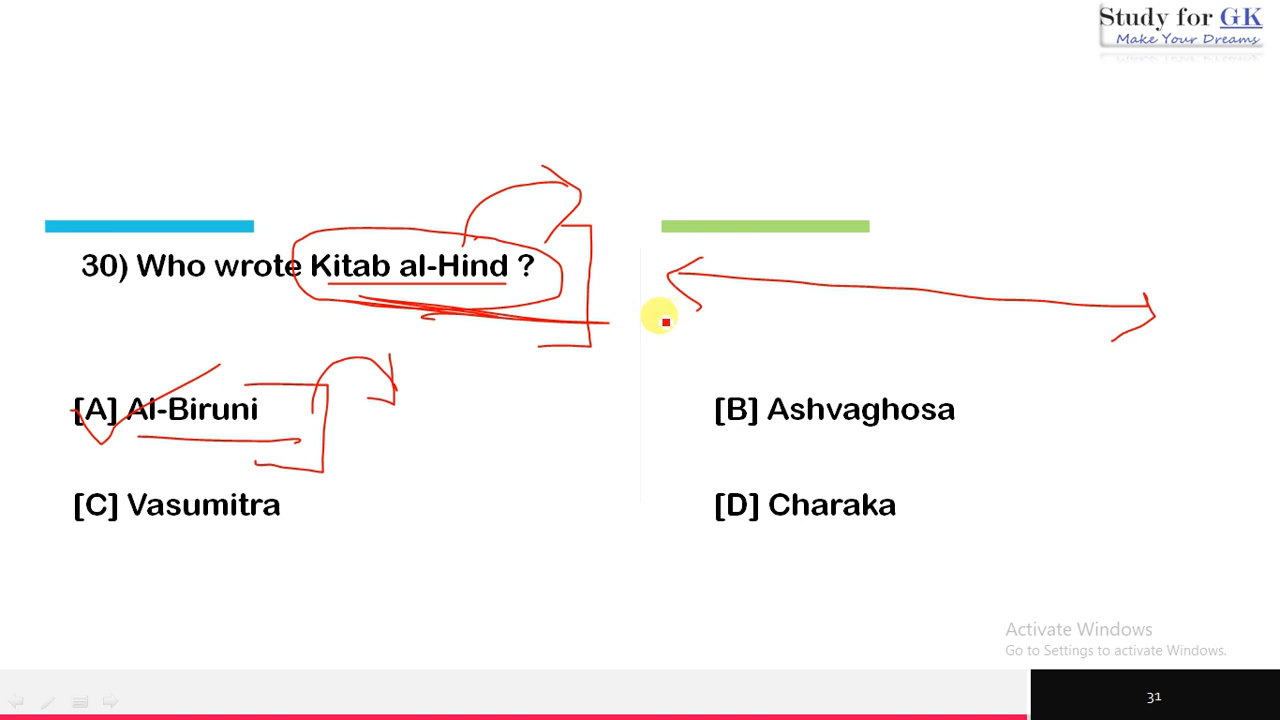 Study for GK
Make Your Dreams
30) Who wrote Kitab al-Hind ?
[A] Al-Biruni
[B] Ashvaghosa
[C] Vasumitra
[D] Charaka
Activate Windows
Go to Settings to activate Windows.
31